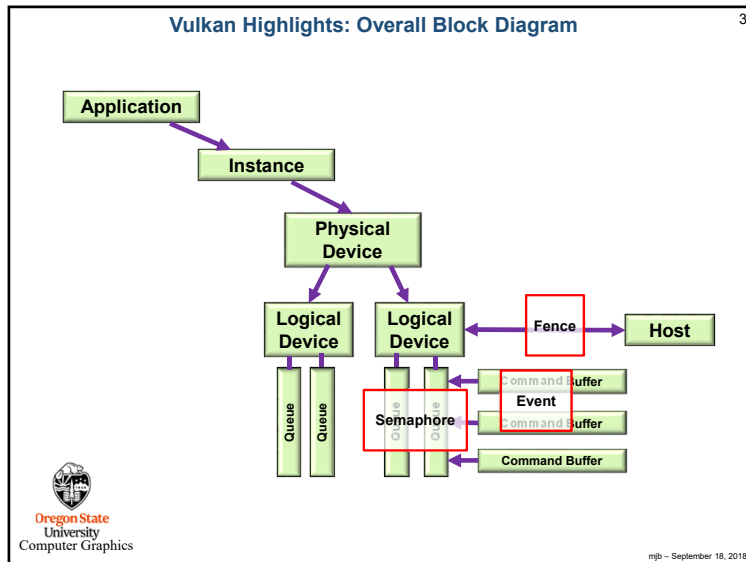 Vulkan Highlights: Overall Block Diagram
3
Application
Instance
Physical
Device
Logical
Device
Logical
Device
Fence
Host
Queue
Queue
Queue
Queue
Semaphore
Command Buffer
Event
Command Buffer
Command Buffer
Oregon State
University
Computer Graphics
mjb – September 18, 2018